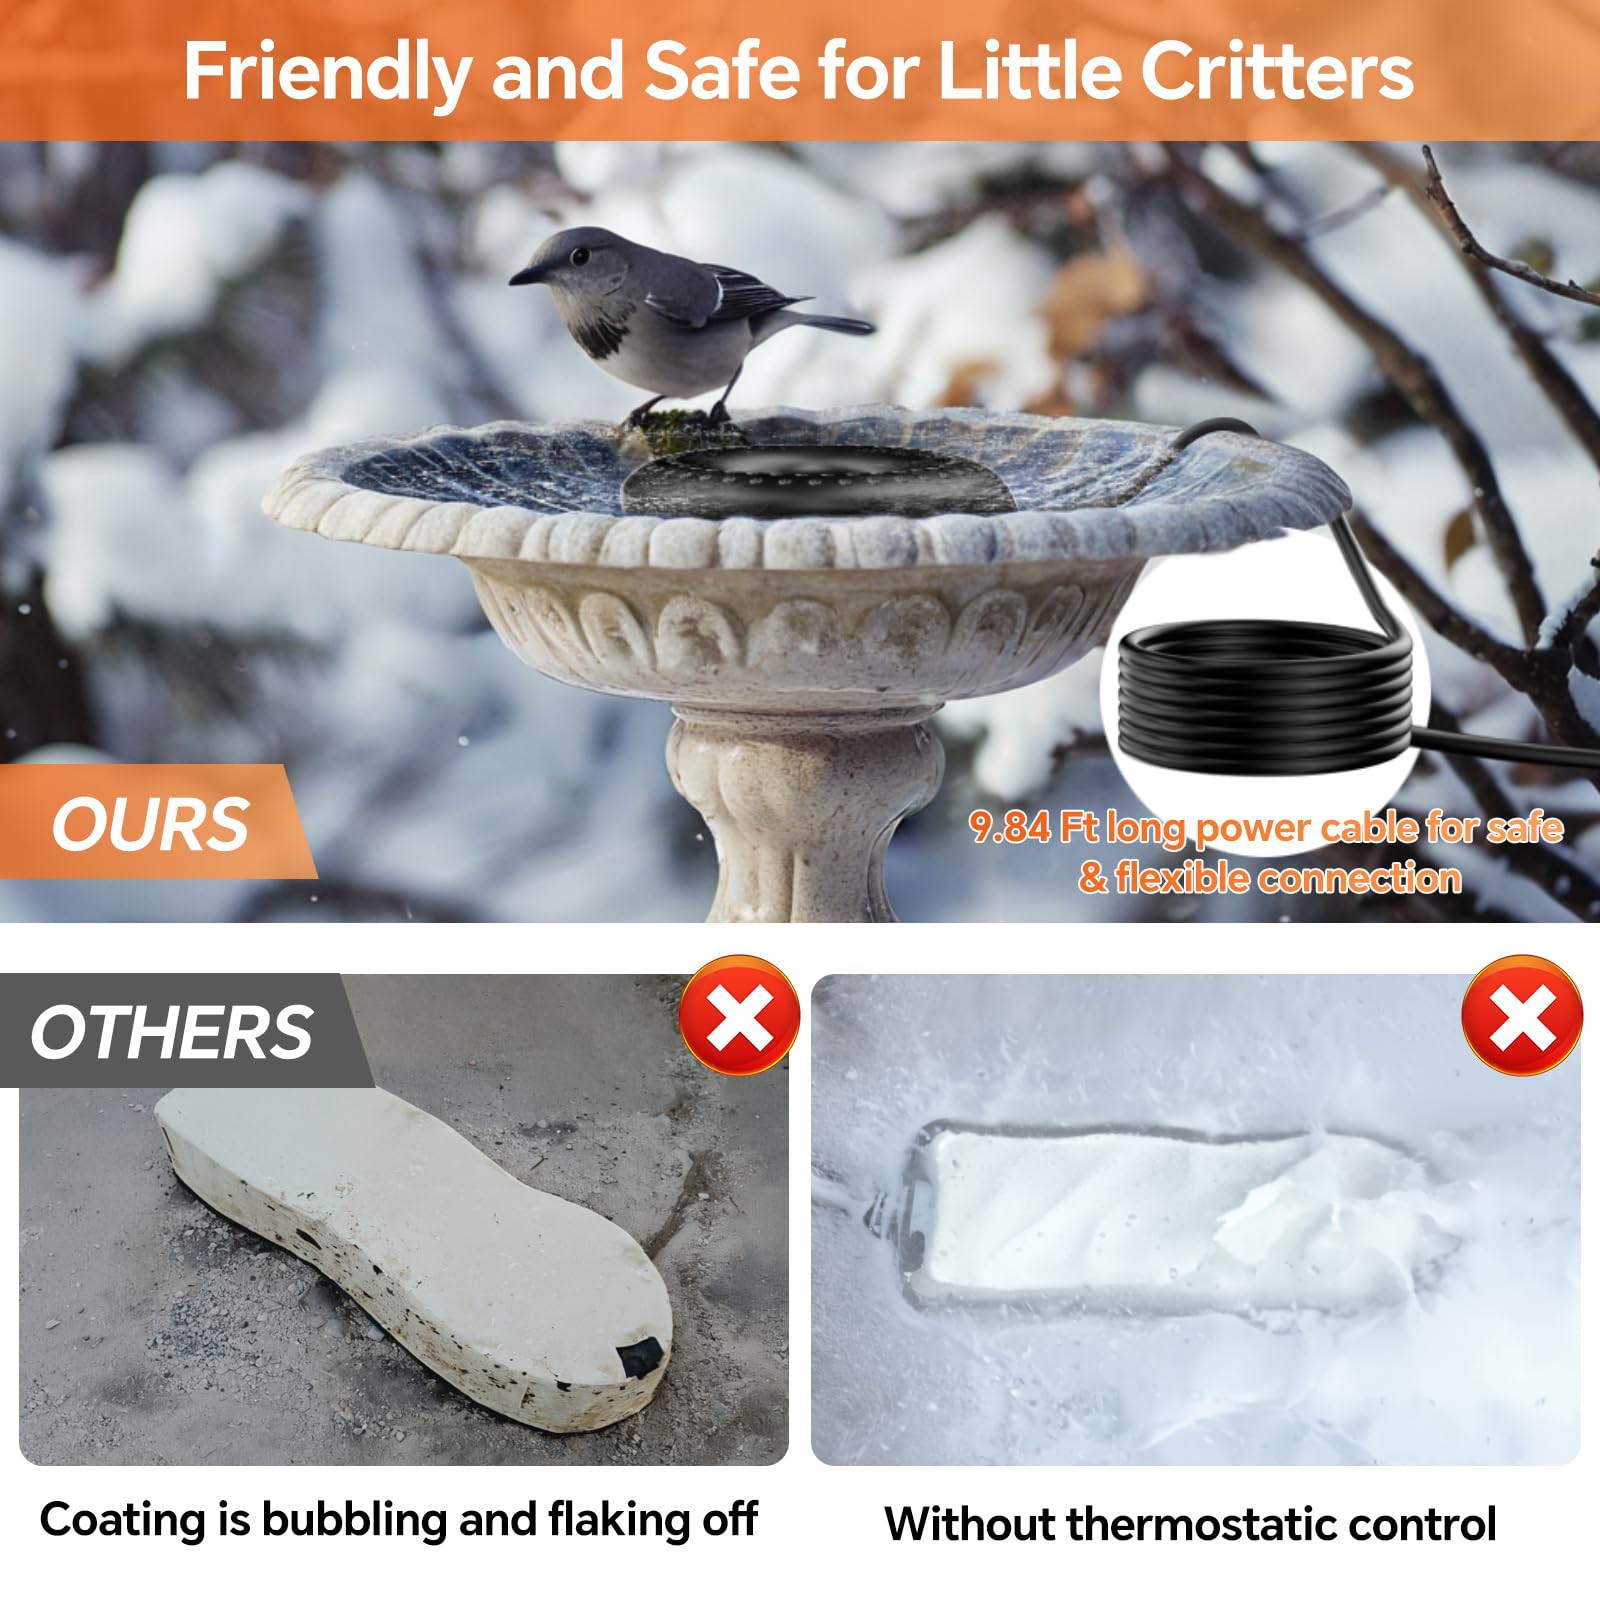 Friendly and Safe for Little Critters
OURS
9.84 Ft long power cable for safe
& flexible connection
OTHERS
Coating is bubbling and flaking off
Without thermostatic control